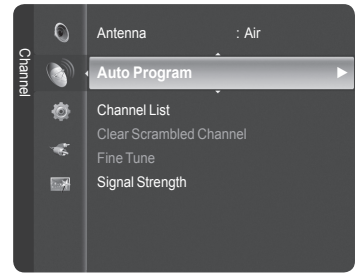 Channel
Antenna : Air
Auto Program
Channel List
Clear Scrambled Channel
Fine Tune
Signal Strength